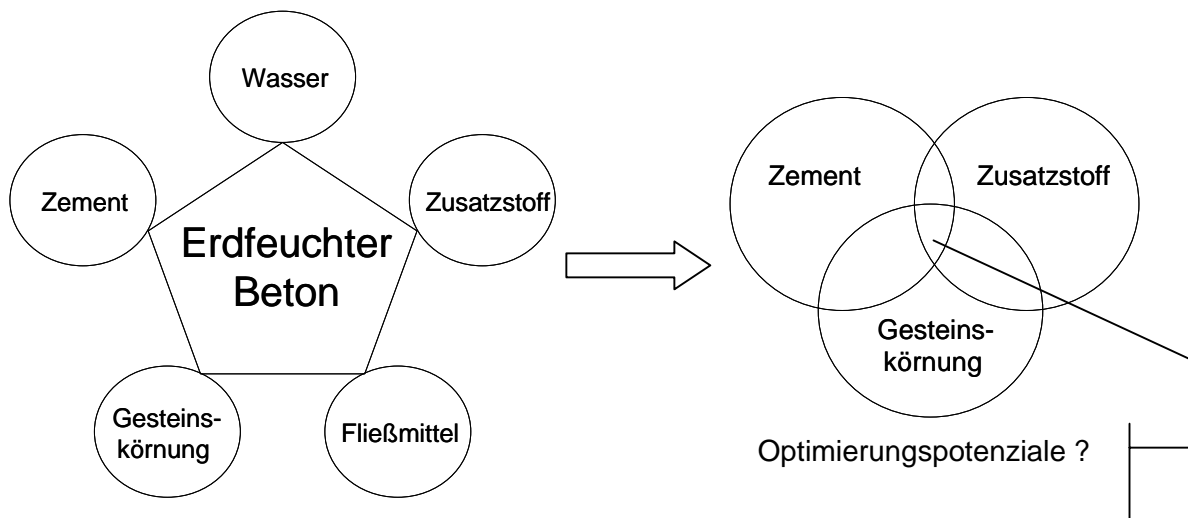 Wasser
Zement
Zusatzstoff
Erdfeuchter
Beton
Gesteins-
körnung
Fließmittel
Zement
Zusatzstoff
Gesteins-
körnung
Optimierungspotenziale ?